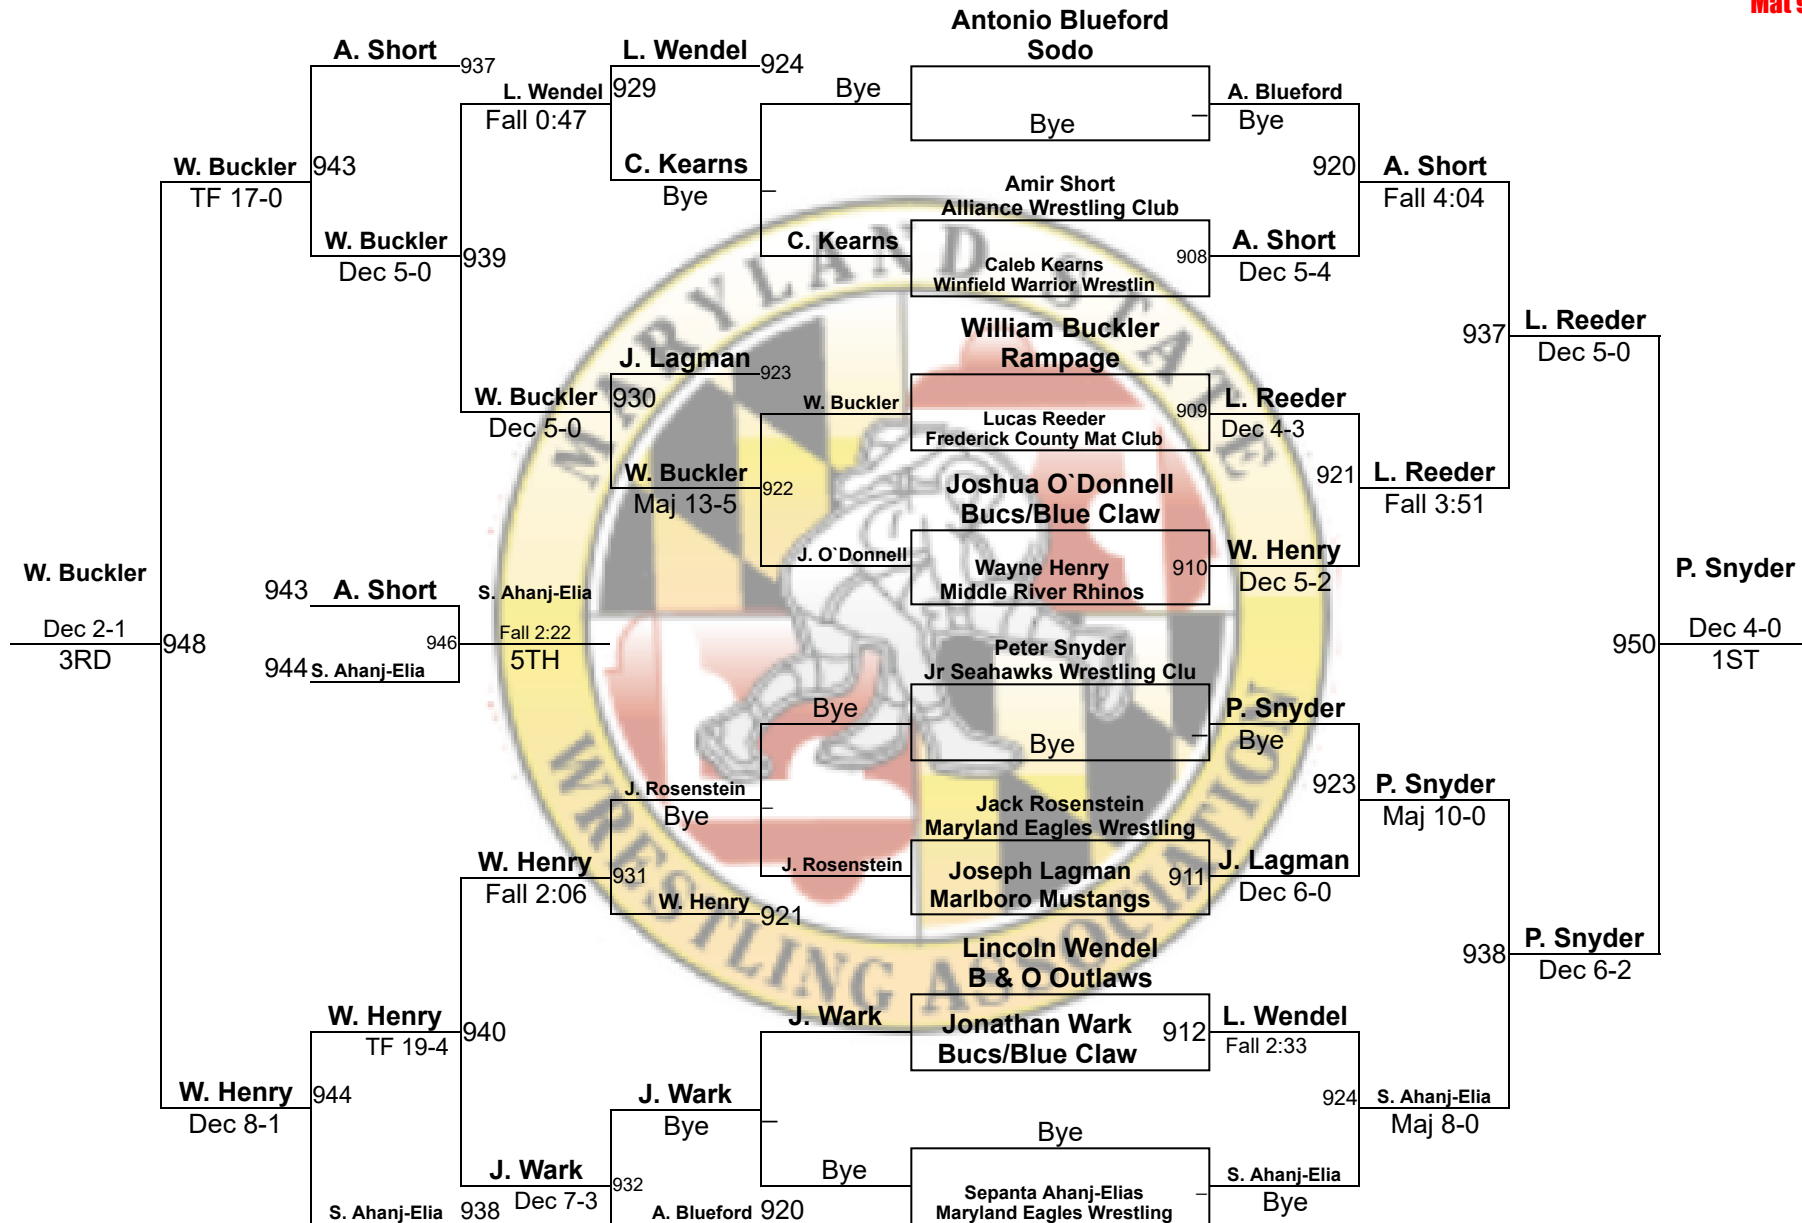 Mat 9
Antonio Blueford
Sodo
A. Short
937
L. Wendel
924
L. Wendel
929
Fall 0:47
Bye
Bye
A. Blueford
Bye
W. Buckler
943
TF 17-0
C. Kearns
Bye
920
A. Short
Fall 4:04
Amir Short
Alliance Wrestling Club
W. Buckler
939
Dec 5-0
C. Kearns
Caleb Kearns
Winfield Warrior Wrestlin
908
A. Short
Dec 5-4
William Buckler
Rampage
937
L. Reeder
Dec 5-0
J. Lagman
923
W. Buckler
930
Dec 5-0
W. Buckler
Lucas Reeder
Frederick County Mat Club
909
L. Reeder
Dec 4-3
W. Buckler
922
Maj 13-5
Joshua O`Donnell
Bucs/Blue Claw
921
L. Reeder
Fall 3:51
J. O`Donnell
Wayne Henry
Middle River Rhinos
910
W. Henry
Dec 5-2
W. Buckler
Dec 2-1
3RD
948
943
A. Short
944
S. Ahanj-Elia
946
S. Ahanj-Elia
Fall 2:22
5TH
P. Snyder
950
Dec 4-0
1ST
Peter Snyder
Jr Seahawks Wrestling Clu
Bye
Bye
P. Snyder
Bye
J. Rosenstein
Bye
923
P. Snyder
Maj 10-0
Jack Rosenstein
Maryland Eagles Wrestling
W. Henry
931
Fall 2:06
J. Rosenstein
Joseph Lagman
Marlboro Mustangs
911
J. Lagman
Dec 6-0
W. Henry
921
Lincoln Wendel
B & O Outlaws
938
P. Snyder
Dec 6-2
W. Henry
940
TF 19-4
J. Wark
Jonathan Wark
Bucs/Blue Claw
912
L. Wendel
Fall 2:33
W. Henry
944
Dec 8-1
J. Wark
Bye
924
S. Ahanj-Elia
Maj 8-0
Bye
J. Wark
932
Dec 7-3
Bye
Sepanta Ahanj-Elias
Maryland Eagles Wrestling
S. Ahanj-Elia
Bye
S. Ahanj-Elia
938
A. Blueford
920
MARYLAND STATE
WRESTLING ASSOCIATION